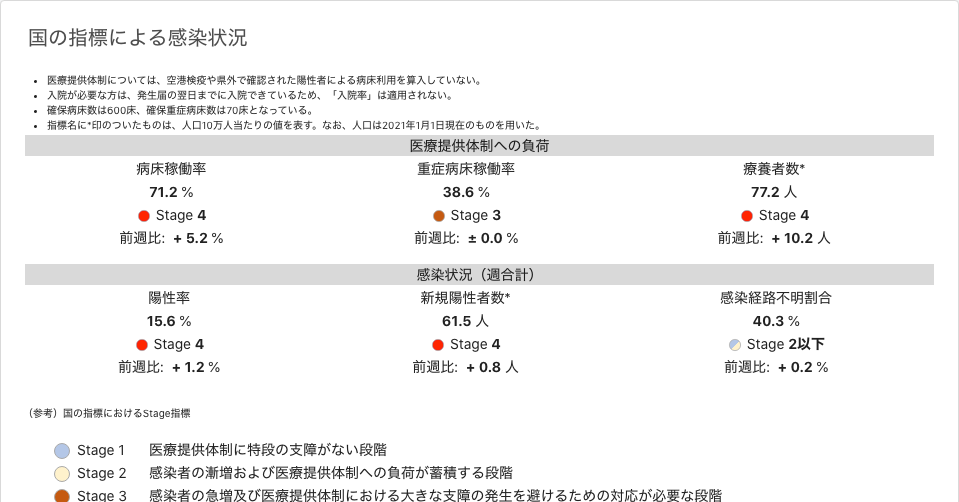 国の指標による感染状況
• 医療提供体制については、空港検疫や県外で確認された陽性者による病床利用を算入していない。
• 入院が必要な方は、発生届の翌日までに入院できているため、「入院率」は適用されない。
• 確保病床数は600床、確保重症病床数は70床となっている。
• 指標名に*印のついたものは、人口10万人当たりの値を表す。なお、人口は2021年1月1日現在のものを用いた。
医療提供体制への負荷
病床稼働率 重症病床稼働率 療養者数*
71.2 % 38.6 % 77.2 人
Stage 4 Stage 3 Stage 4
前週比: + 5.2 % 前週比: ± 0.0 % 前週比: + 10.2 人
感染状況（週合計）
陽性率 新規陽性者数* 感染経路不明割合
15.6 % 61.5 人 40.3 %
Stage 4 Stage 4 Stage 2以下
前週比: + 1.2 % 前週比: + 0.8 人 前週比: + 0.2 %
（参考）国の指標におけるStage指標
Stage 1 医療提供体制に特段の支障がない段階
Stage 2 感染者の漸増および医療提供体制への負荷が蓄積する段階
Stage 3 感染者の急増及び医療提供体制における大きな支障の発生を避けるための対応が必要な段階